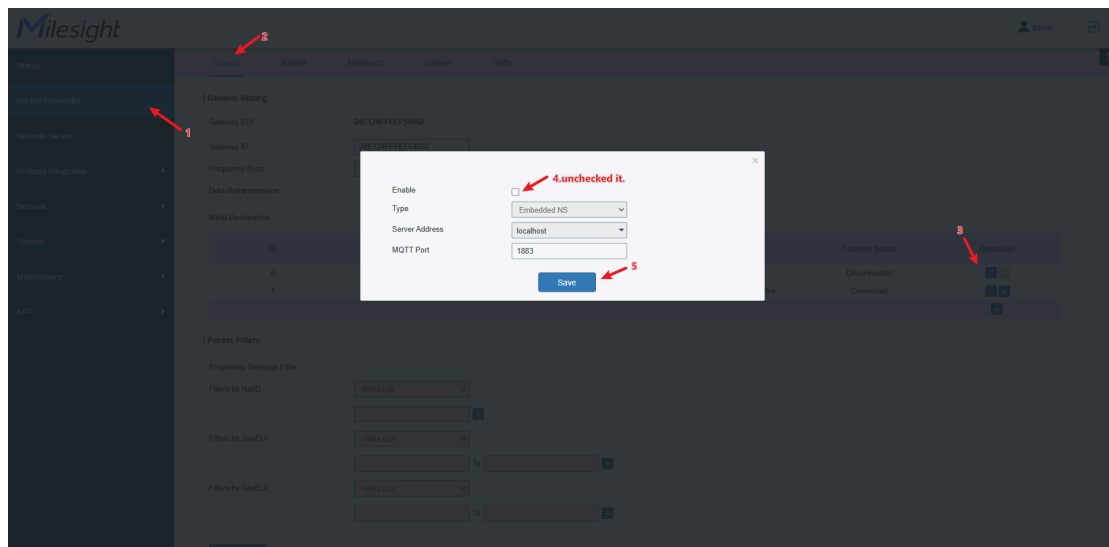 Milesight
admin
2
Status
General Radios Advanced Custom Traffic
Packet Forwarder
General Setting
1
Gateway EUI 24E124FFFEF54092
Network Server
Gateway ID 24E124FFFEF54092
Protocol Integration
Frequency-Sync
Data Retransmission
Enable
4.unchecked it.
Network
Type Embedded NS
Multi-Destination
Server Address localhost
3
System
ID Connect Status Operation
MQTT Port 1883
5
Maintenance
0 Disconnected
Save
1 Connected
APP
Packet Filters
Proprietary Message Filter
Filters by NetID White List
Filters by JoinEUI White List
To
Filters by DevEUI White List
To